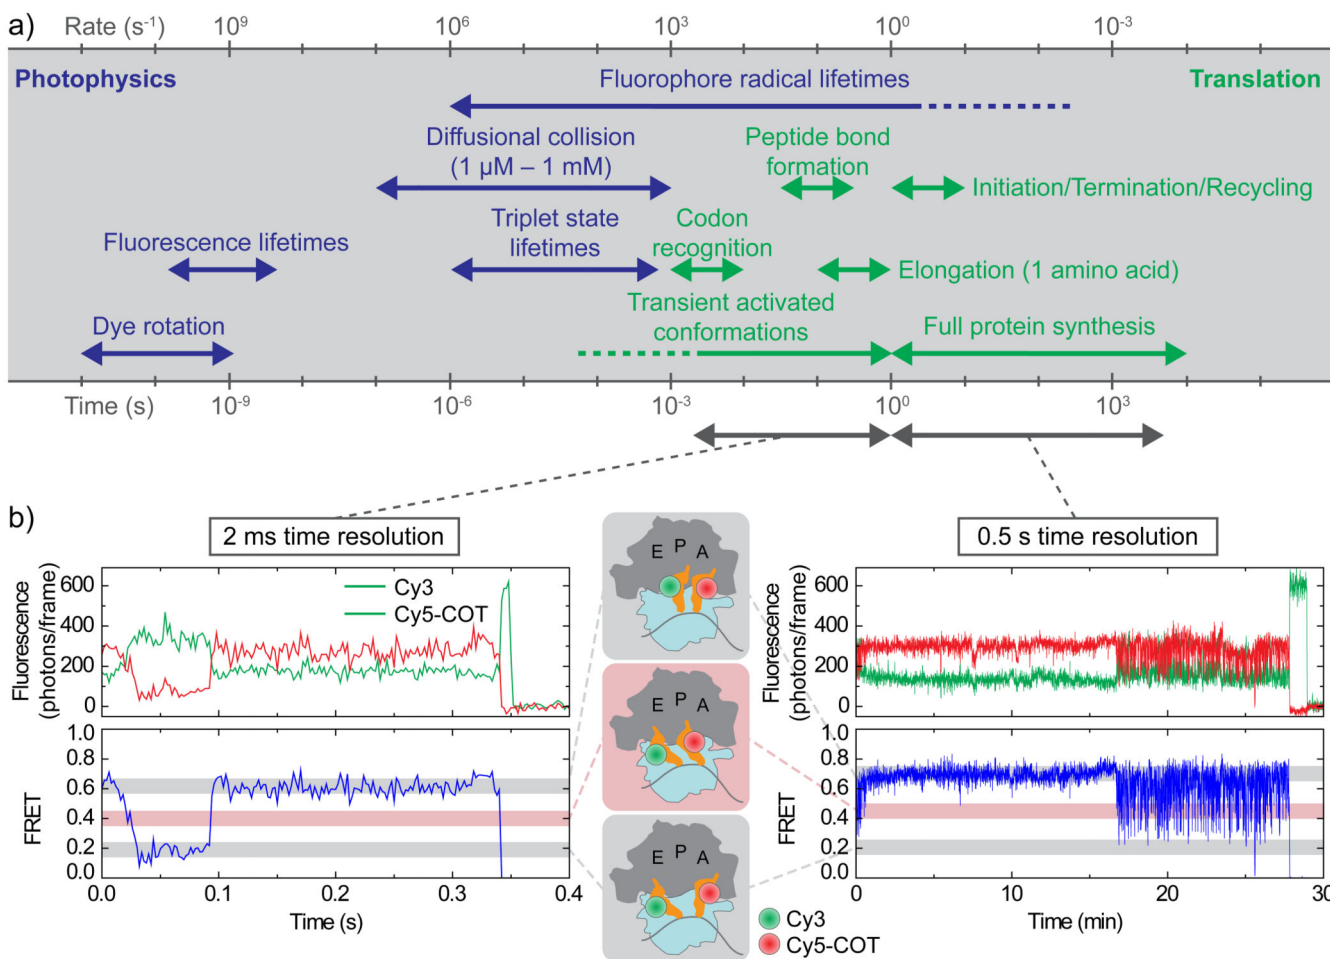 a)
Rate (s⁻¹) 10⁹ 10⁶ 10³ 10⁰ 10⁻³
Photophysics
Fluorophore radical lifetimes
Translation
Diffusional collision
(1 µM – 1 mM)
Peptide bond
formation
Initiation/Termination/Recycling
Fluorescence lifetimes
Triplet state
lifetimes
Codon
recognition
Elongation (1 amino acid)
Dye rotation
Transient activated
conformations
Full protein synthesis
Time (s) 10⁻⁹ 10⁻⁶ 10⁻³ 10⁰ 10³
b)
2 ms time resolution
Fluorescence
(photons/frame)
600
400
200
0
Cy3
Cy5-COT
FRET
1.0
0.8
0.6
0.4
0.2
0.0
0.0 0.1 0.2 0.3 0.4
Time (s)
E P A
E P A
E P A
Cy3
Cy5-COT
0.5 s time resolution
Fluorescence
(photons/frame)
600
400
200
0
FRET
1.0
0.8
0.6
0.4
0.2
0.0
0 10 20 30
Time (min)